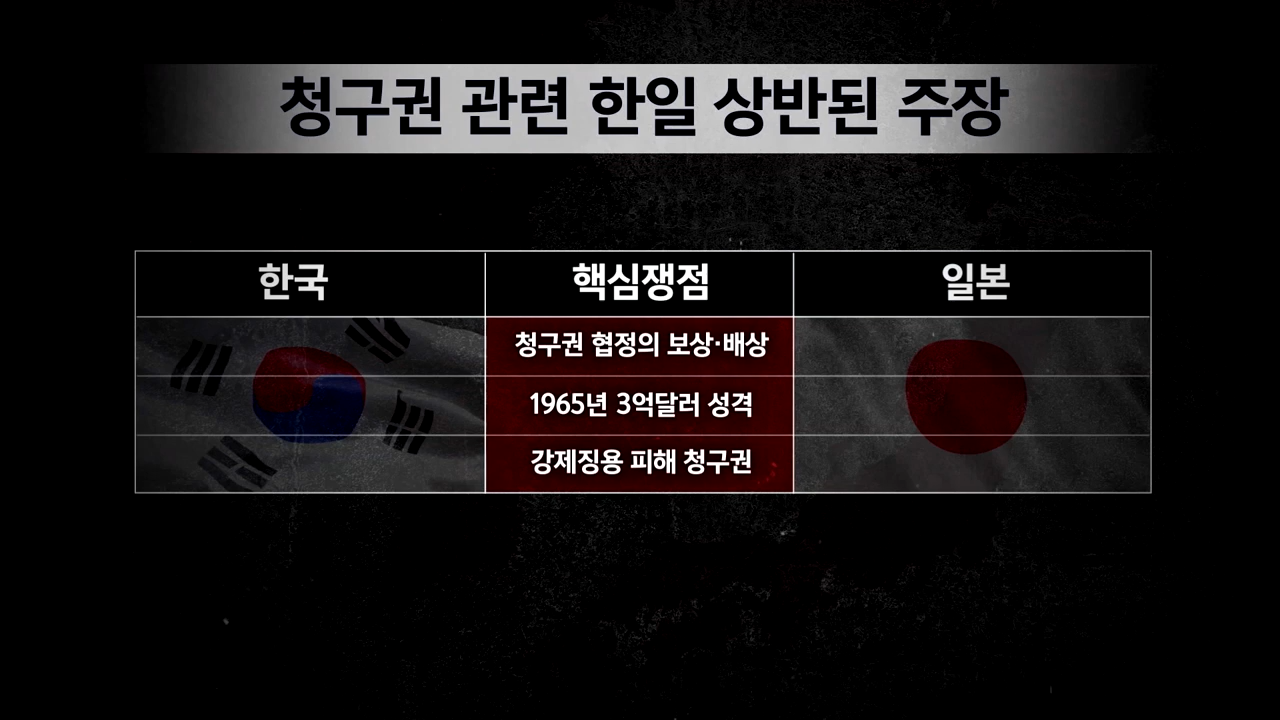 청구권 관련 한일 상반된 주장
한국 핵심쟁점 일본
청구권 협정의 보상·배상
1965년 3억달러 성격
강제징용 피해 청구권